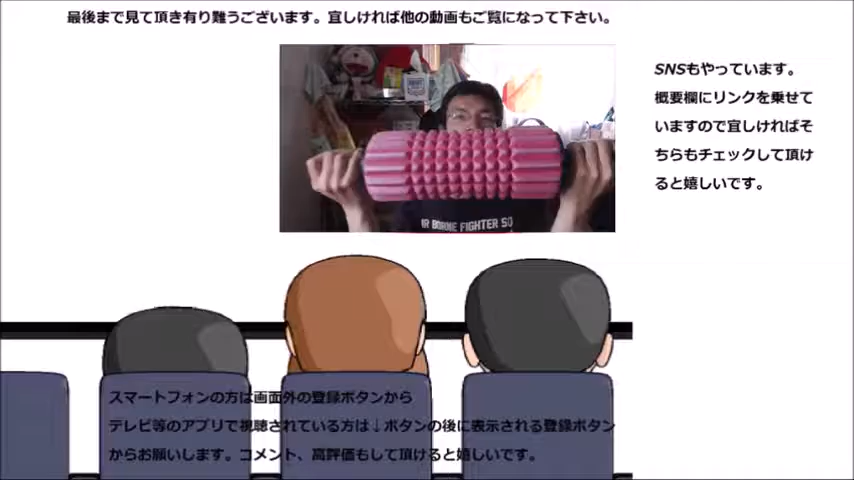 最後まで見て頂き有り難うございます。宜しければ他の動画もご覧になって下さい。
SNSもやっています。
概要欄にリンクを乗せて
いますので宜しければそ
ちらもチェックして頂け
ると嬉しいです。
IR BORNE FIGHTER SO
スマートフォンの方は画面外の登録ボタンから
テレビ等のアプリで視聴されている方は↓ボタンの後に表示される登録ボタン
からお願いします。コメント、高評価もして頂けると嬉しいです。